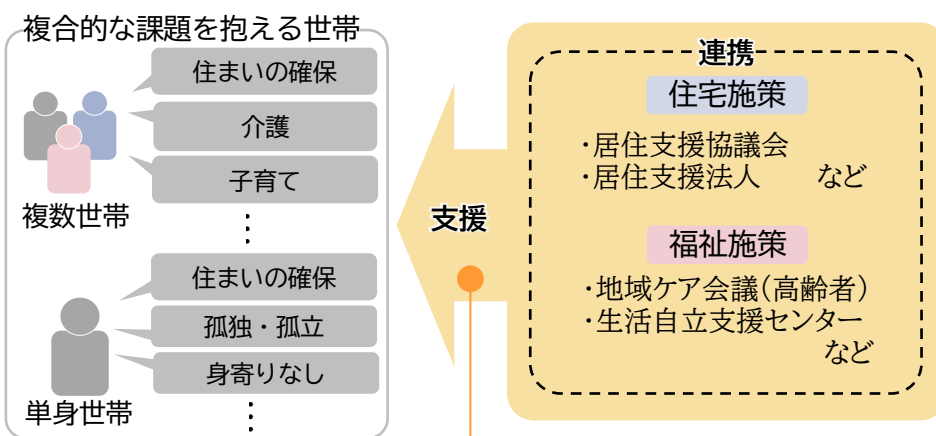 複合的な課題を抱える世帯
住まいの確保
介護
子育て
⋮
複数世帯
住まいの確保
孤独・孤立
身寄りなし
⋮
単身世帯
支援
連携
住宅施策
・居住支援協議会
・居住支援法人　など
福祉施策
・地域ケア会議(高齢者)
・生活自立支援センター
など